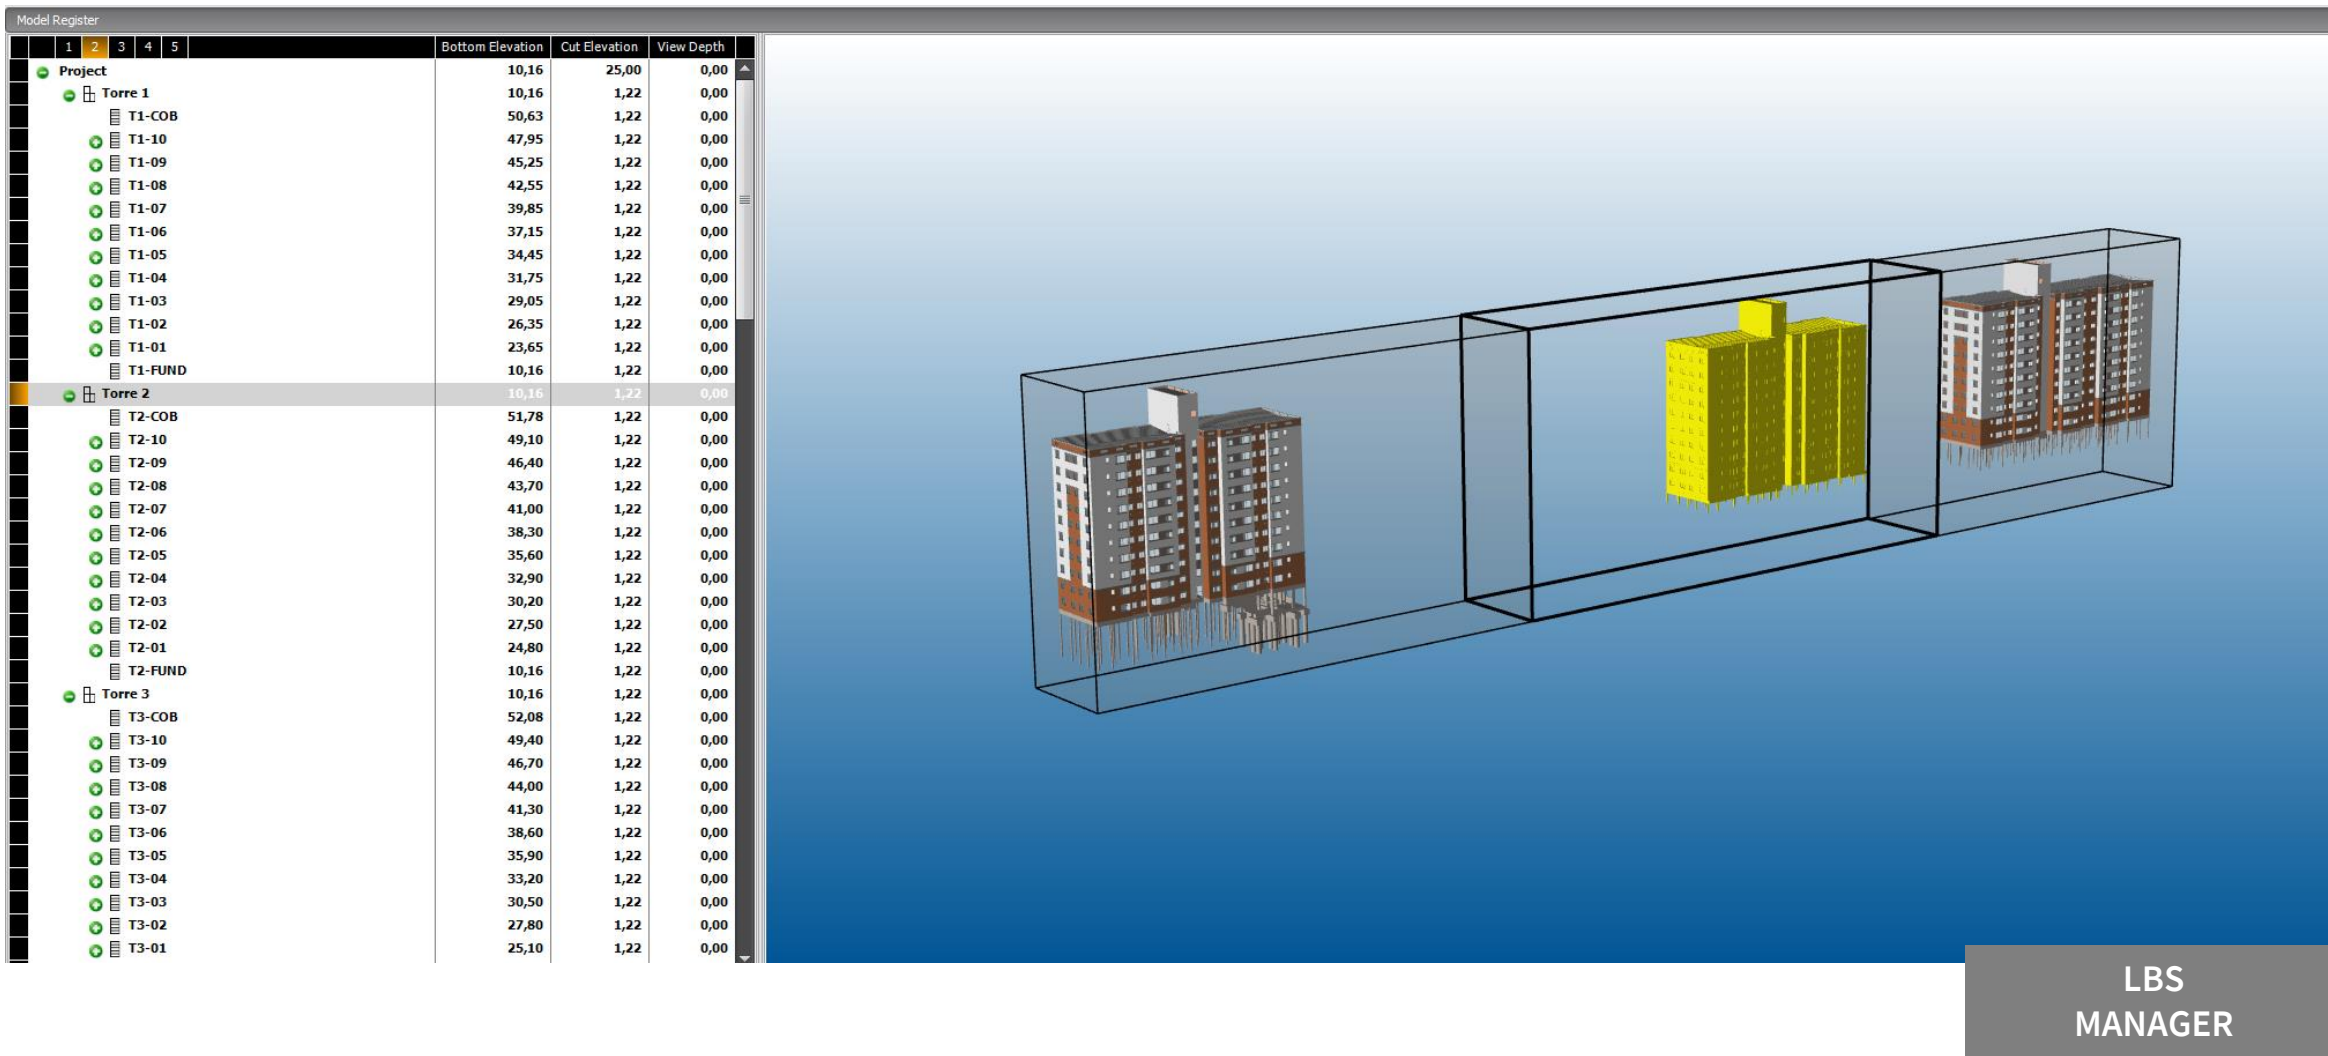 Model Register
1 2 3 4 5 Bottom Elevation Cut Elevation View Depth
Project 10,16 25,00 0,00
Torre 1 10,16 1,22 0,00
T1-COB 50,63 1,22 0,00
T1-10 47,95 1,22 0,00
T1-09 45,25 1,22 0,00
T1-08 42,55 1,22 0,00
T1-07 39,85 1,22 0,00
T1-06 37,15 1,22 0,00
T1-05 34,45 1,22 0,00
T1-04 31,75 1,22 0,00
T1-03 29,05 1,22 0,00
T1-02 26,35 1,22 0,00
T1-01 23,65 1,22 0,00
T1-FUND 10,16 1,22 0,00
Torre 2 10,16 1,22 0,00
T2-COB 51,78 1,22 0,00
T2-10 49,10 1,22 0,00
T2-09 46,40 1,22 0,00
T2-08 43,70 1,22 0,00
T2-07 41,00 1,22 0,00
T2-06 38,30 1,22 0,00
T2-05 35,60 1,22 0,00
T2-04 32,90 1,22 0,00
T2-03 30,20 1,22 0,00
T2-02 27,50 1,22 0,00
T2-01 24,80 1,22 0,00
T2-FUND 10,16 1,22 0,00
Torre 3 10,16 1,22 0,00
T3-COB 52,08 1,22 0,00
T3-10 49,40 1,22 0,00
T3-09 46,70 1,22 0,00
T3-08 44,00 1,22 0,00
T3-07 41,30 1,22 0,00
T3-06 38,60 1,22 0,00
T3-05 35,90 1,22 0,00
T3-04 33,20 1,22 0,00
T3-03 30,50 1,22 0,00
T3-02 27,80 1,22 0,00
T3-01 25,10 1,22 0,00
LBS
MANAGER